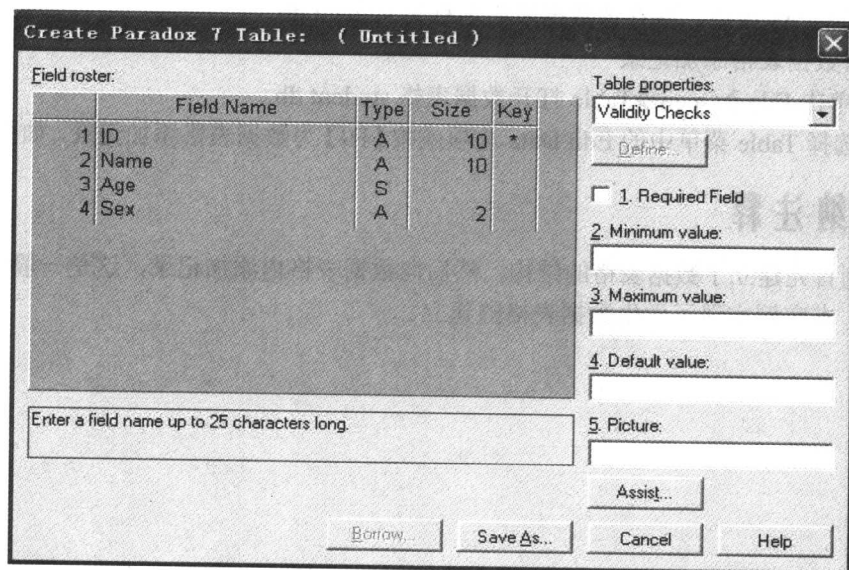 Create Paradox 7 Table: ( Untitled )
Field roster:
Field Name Type Size Key
1 ID A 10 *
2 Name A 10
3 Age S
4 Sex A 2
Enter a field name up to 25 characters long.
Table properties:
Validity Checks
Define...
1. Required Field
2. Minimum value:
3. Maximum value:
4. Default value:
5. Picture:
Assist...
Borrow...
Save As...
Cancel
Help